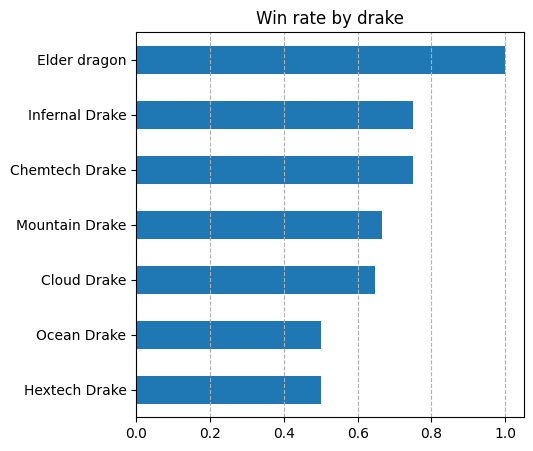 Win rate by drake
Elder dragon
Infernal Drake
Chemtech Drake
Mountain Drake
Cloud Drake
Ocean Drake
Hextech Drake
0.0 0.2 0.4 0.6 0.8 1.0